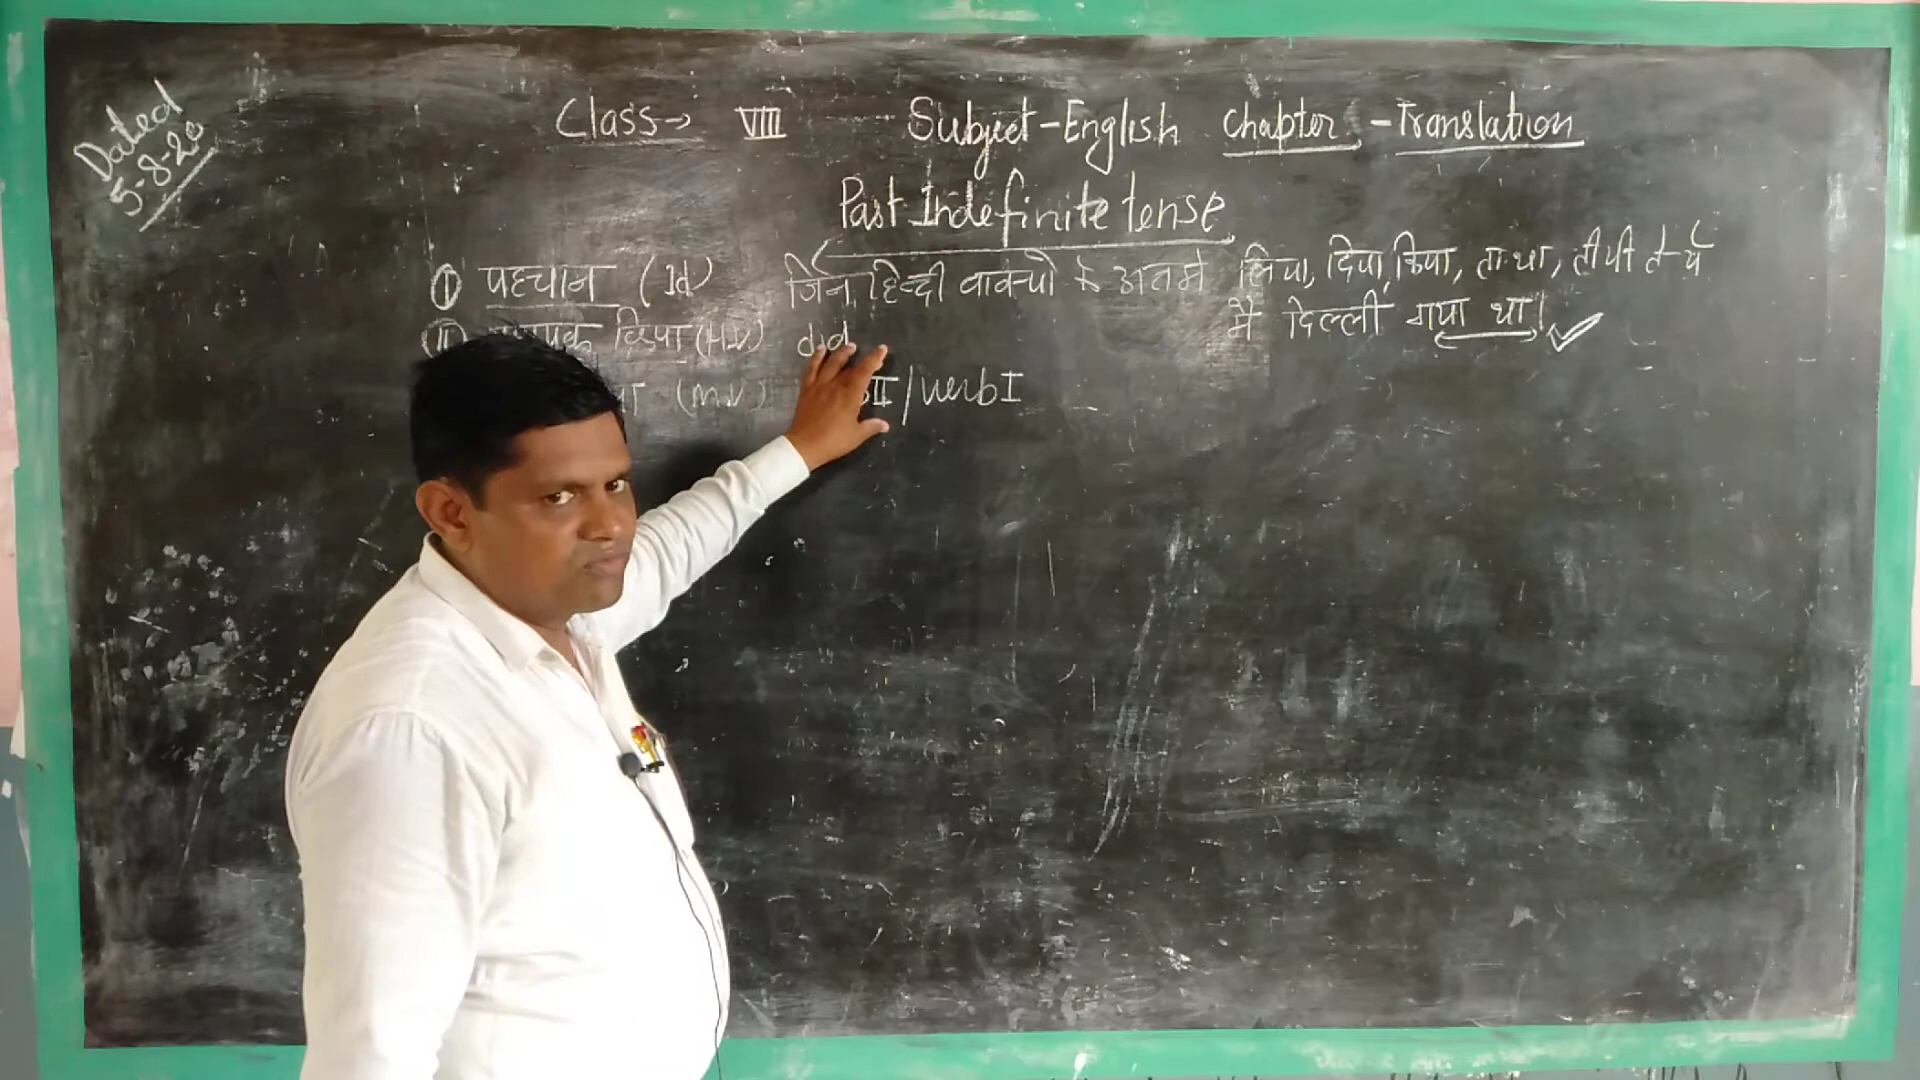 Dated
5-8-20
Class→ VIII Subject-English Chapter-Translation
Past Indefinite tense
① पहचान (Id) जिन हिन्दी वाक्यों के अंत में लिया, दिया, किया, ता था, ती थी ते थे
मैं दिल्ली गया था।
(II) क्रिया (H.V) did
(M.V) II/verb I